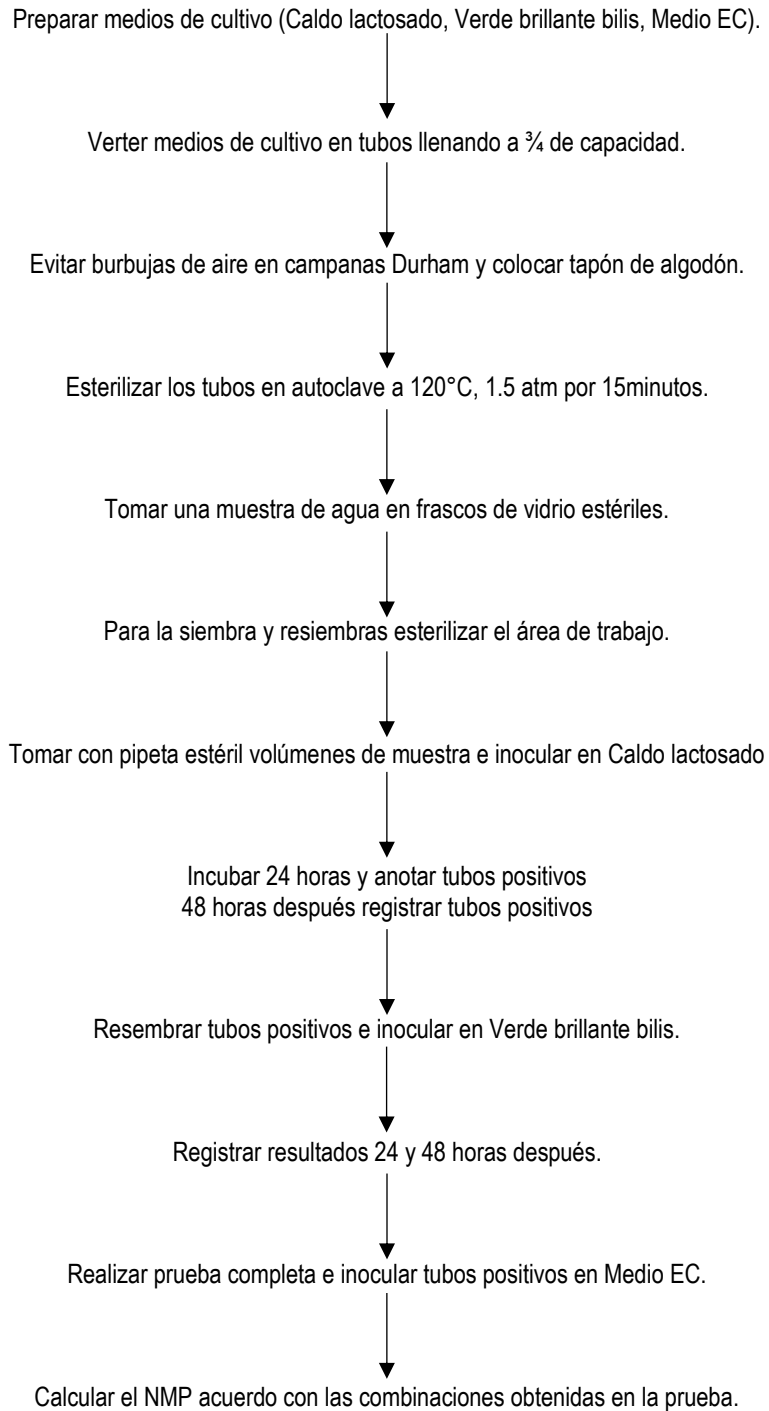 Preparar medios de cultivo (Caldo lactosado, Verde brillante bilis, Medio EC).
Verter medios de cultivo en tubos llenando a ¾ de capacidad.
Evitar burbujas de aire en campanas Durham y colocar tapón de algodón.
Esterilizar los tubos en autoclave a 120°C, 1.5 atm por 15minutos.
Tomar una muestra de agua en frascos de vidrio estériles.
Para la siembra y resiembras esterilizar el área de trabajo.
Tomar con pipeta estéril volúmenes de muestra e inocular en Caldo lactosado
Incubar 24 horas y anotar tubos positivos
48 horas después registrar tubos positivos
Resembrar tubos positivos e inocular en Verde brillante bilis.
Registrar resultados 24 y 48 horas después.
Realizar prueba completa e inocular tubos positivos en Medio EC.
Calcular el NMP acuerdo con las combinaciones obtenidas en la prueba.